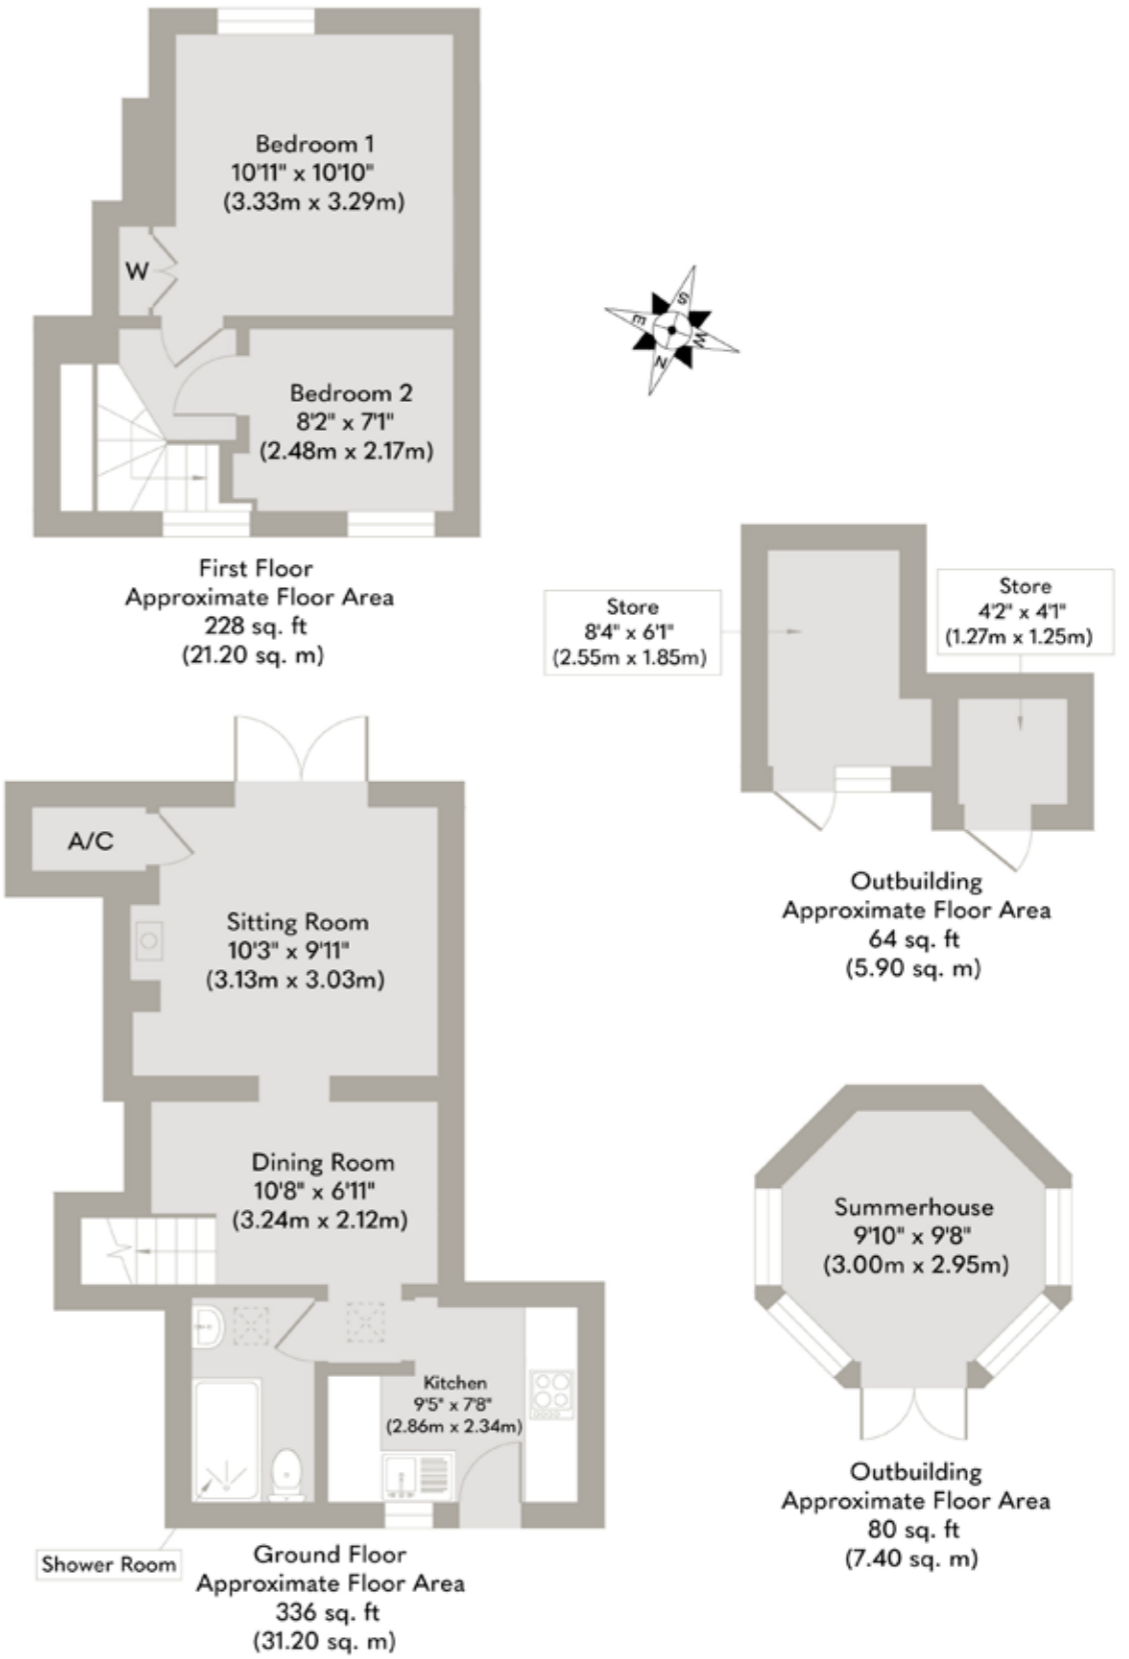 Bedroom 1
10'11" x 10'10"
(3.33m x 3.29m)
W
Bedroom 2
8'2" x 7'1"
(2.48m x 2.17m)
First Floor
Approximate Floor Area
228 sq. ft
(21.20 sq. m)
S
E
W
N
Store
8'4" x 6'1"
(2.55m x 1.85m)
Store
4'2" x 4'1"
(1.27m x 1.25m)
Outbuilding
Approximate Floor Area
64 sq. ft
(5.90 sq. m)
A/C
Sitting Room
10'3" x 9'11"
(3.13m x 3.03m)
Dining Room
10'8" x 6'11"
(3.24m x 2.12m)
Kitchen
9'5" x 7'8"
(2.86m x 2.34m)
Shower Room
Ground Floor
Approximate Floor Area
336 sq. ft
(31.20 sq. m)
Summerhouse
9'10" x 9'8"
(3.00m x 2.95m)
Outbuilding
Approximate Floor Area
80 sq. ft
(7.40 sq. m)